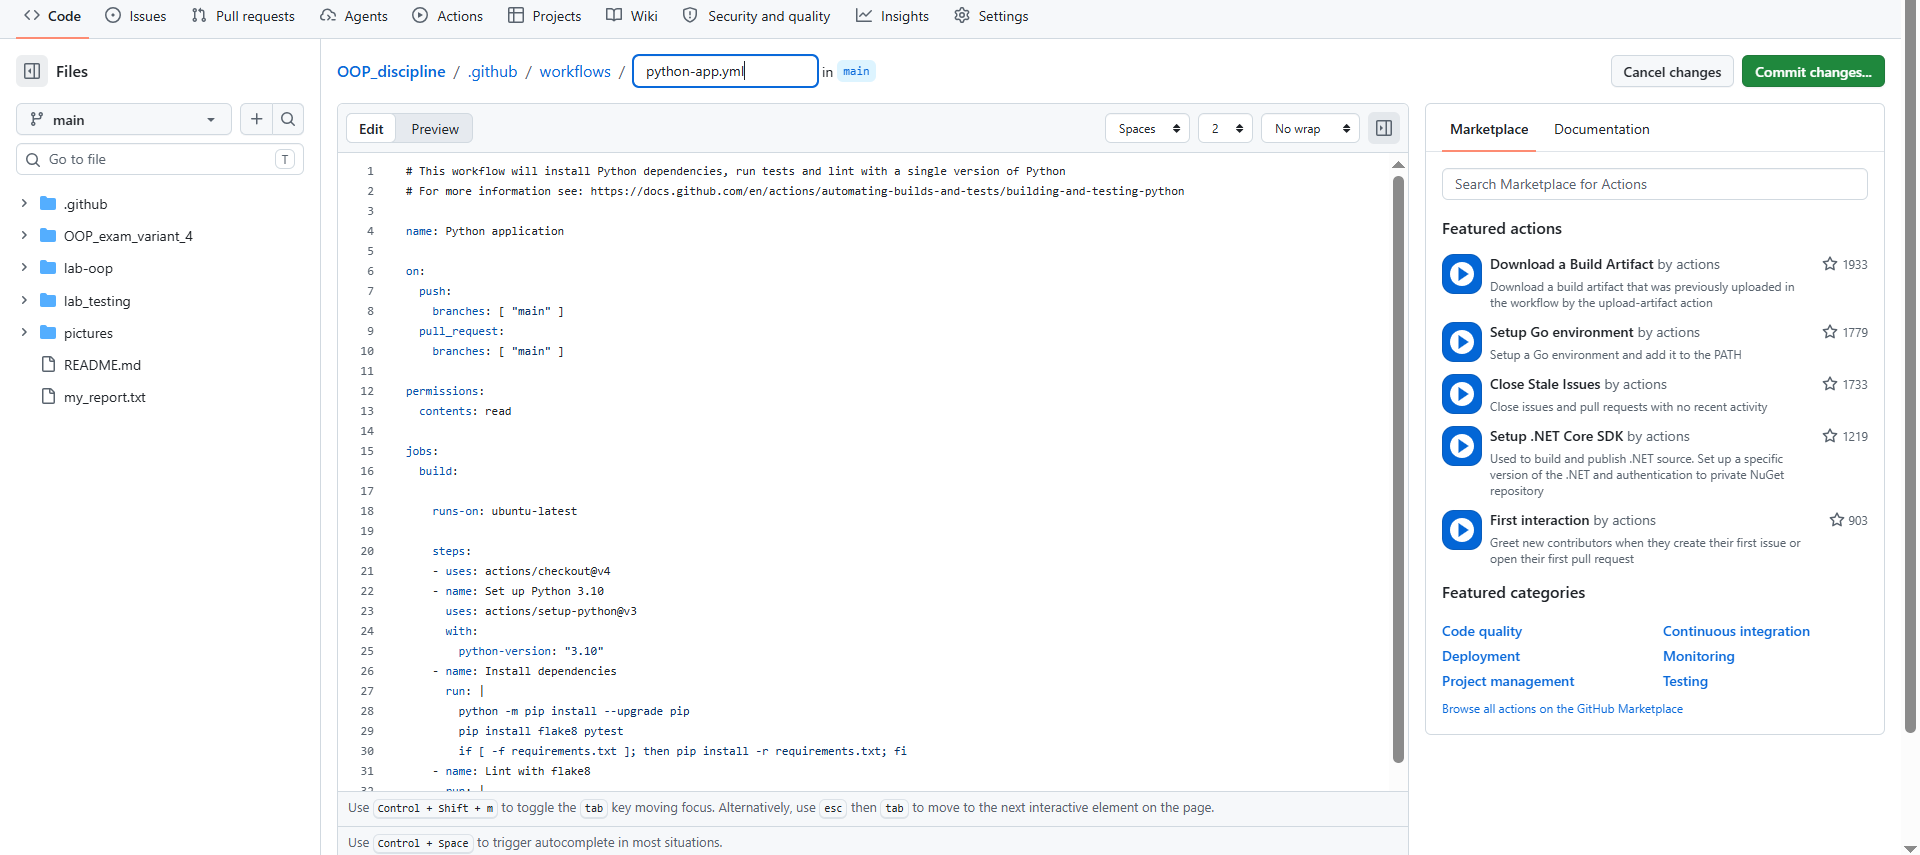 Code Issues Pull requests Agents Actions Projects Wiki Security and quality Insights Settings
Files
OOP_discipline / .github / workflows / python-app.yml in main
Cancel changes Commit changes...
main
Go to file T
.github
OOP_exam_variant_4
lab-oop
lab_testing
pictures
README.md
my_report.txt
Edit Preview
Spaces 2 No wrap
1 # This workflow will install Python dependencies, run tests and lint with a single version of Python
2 # For more information see: https://docs.github.com/en/actions/automating-builds-and-tests/building-and-testing-python
3
4 name: Python application
5
6 on:
7 push:
8 branches: [ "main" ]
9 pull_request:
10 branches: [ "main" ]
11
12 permissions:
13 contents: read
14
15 jobs:
16 build:
17
18 runs-on: ubuntu-latest
19
20 steps:
21 - uses: actions/checkout@v4
22 - name: Set up Python 3.10
23 uses: actions/setup-python@v3
24 with:
25 python-version: "3.10"
26 - name: Install dependencies
27 run: |
28 python -m pip install --upgrade pip
29 pip install flake8 pytest
30 if [ -f requirements.txt ]; then pip install -r requirements.txt; fi
31 - name: Lint with flake8
32 run: |
Use Control + Shift + m to toggle the tab key moving focus. Alternatively, use esc then tab to move to the next interactive element on the page.
Use Control + Space to trigger autocomplete in most situations.
Marketplace Documentation
Search Marketplace for Actions
Featured actions
Download a Build Artifact by actions 1933
Download a build artifact that was previously uploaded in
the workflow by the upload-artifact action
Setup Go environment by actions 1779
Setup a Go environment and add it to the PATH
Close Stale Issues by actions 1733
Close issues and pull requests with no recent activity
Setup .NET Core SDK by actions 1219
Used to build and publish .NET source. Set up a specific
version of the .NET and authentication to private NuGet
repository
First interaction by actions 903
Greet new contributors when they create their first issue or
open their first pull request
Featured categories
Code quality Continuous integration
Deployment Monitoring
Project management Testing
Browse all actions on the GitHub Marketplace